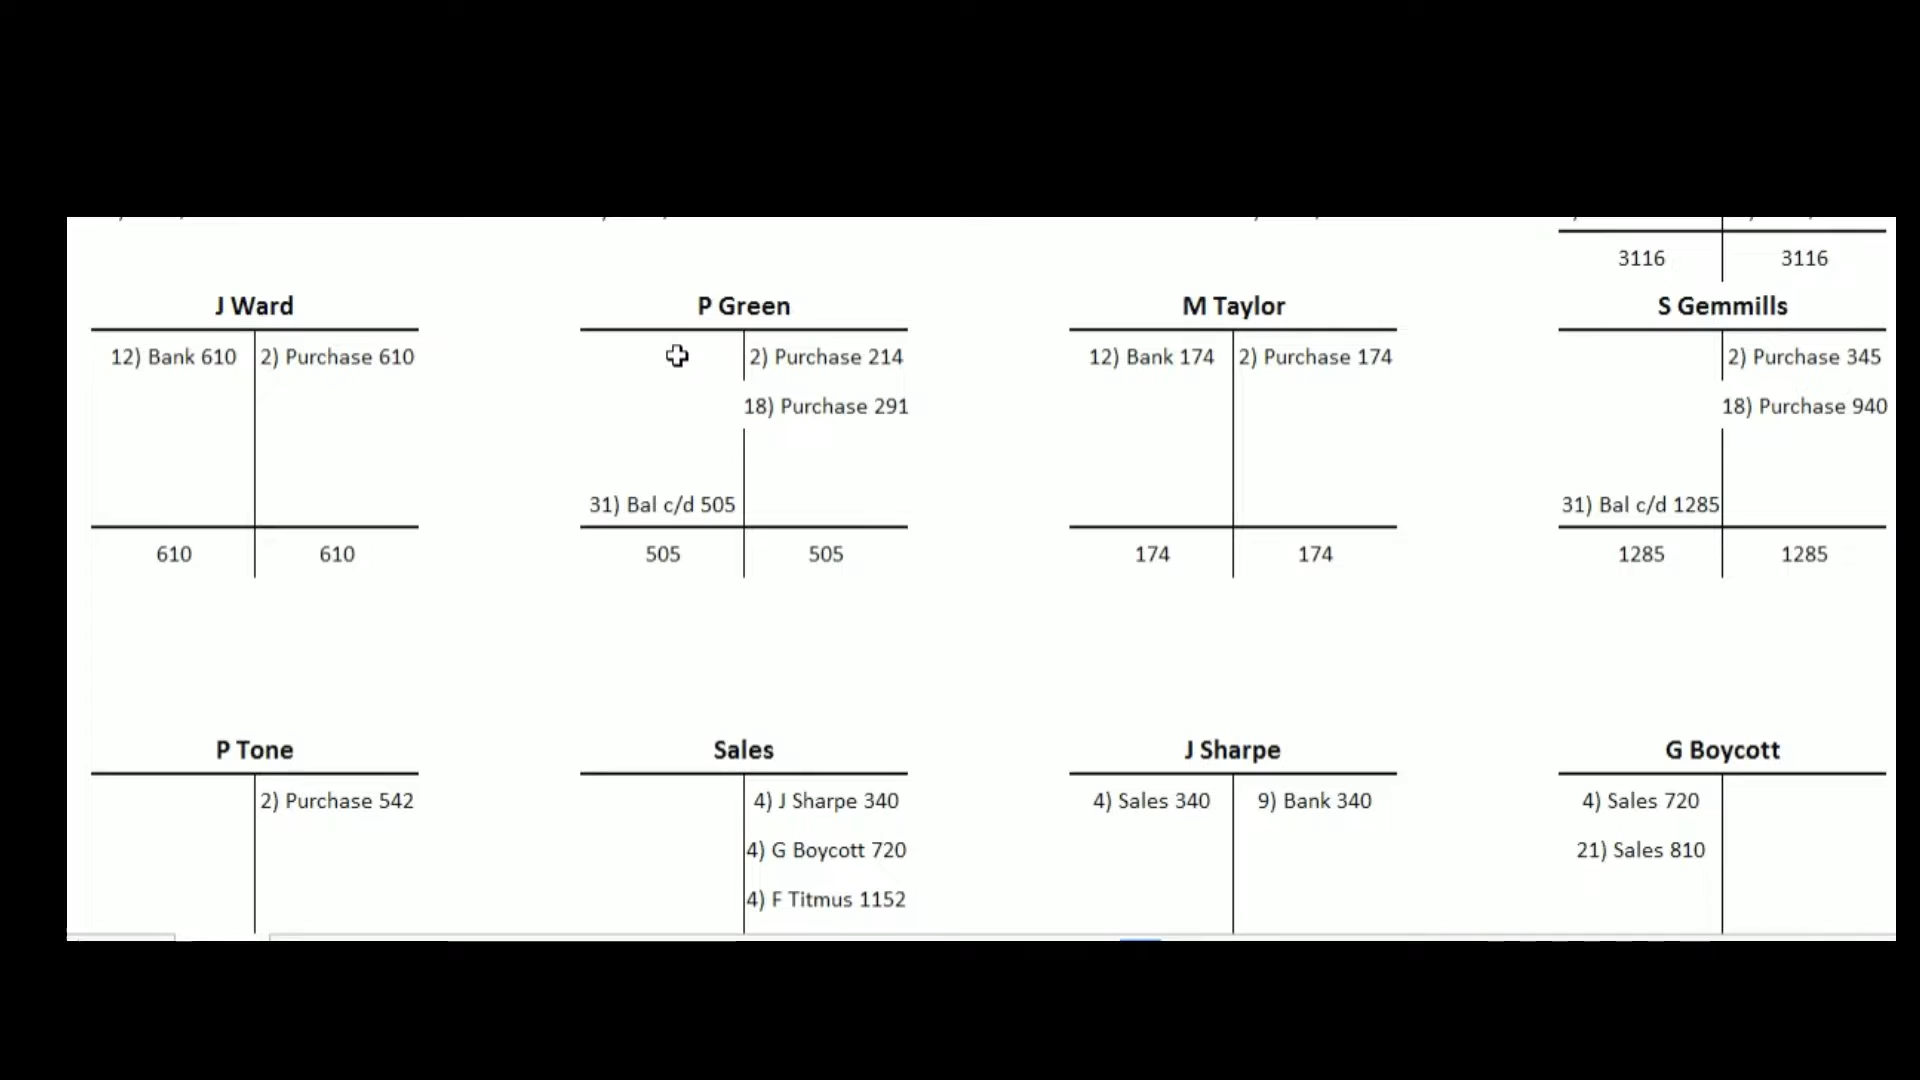 3116 3116
J Ward P Green M Taylor S Gemmills
12) Bank 610 2) Purchase 610 2) Purchase 214 12) Bank 174 2) Purchase 174 2) Purchase 345
18) Purchase 291 18) Purchase 940
31) Bal c/d 505 31) Bal c/d 1285
610 610 505 505 174 174 1285 1285
P Tone Sales J Sharpe G Boycott
2) Purchase 542 4) J Sharpe 340 4) Sales 340 9) Bank 340 4) Sales 720
4) G Boycott 720 21) Sales 810
4) F Titmus 1152